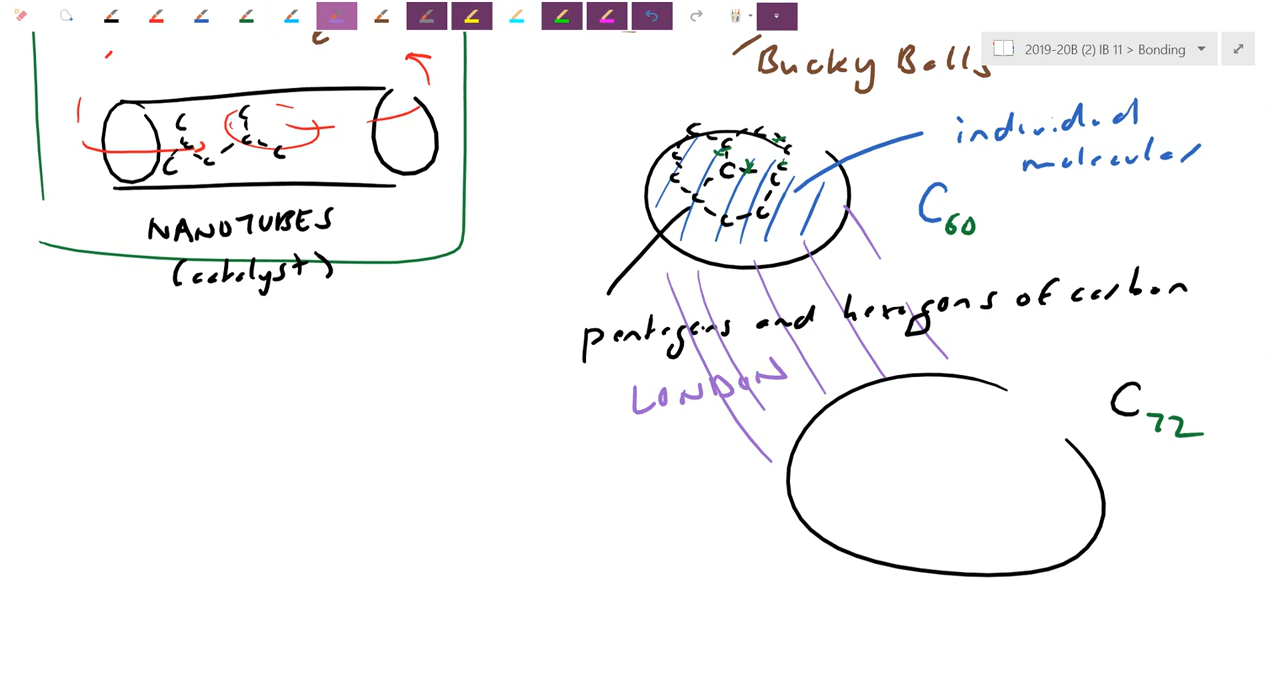 2019-20B (2) IB 11 > Bonding
Bucky Balls
individual
molecules
C60
NANOTUBES
(catalyst)
pentagons and hexagons of carbon
LONDON
C72
C
C
C
C
C
C
C